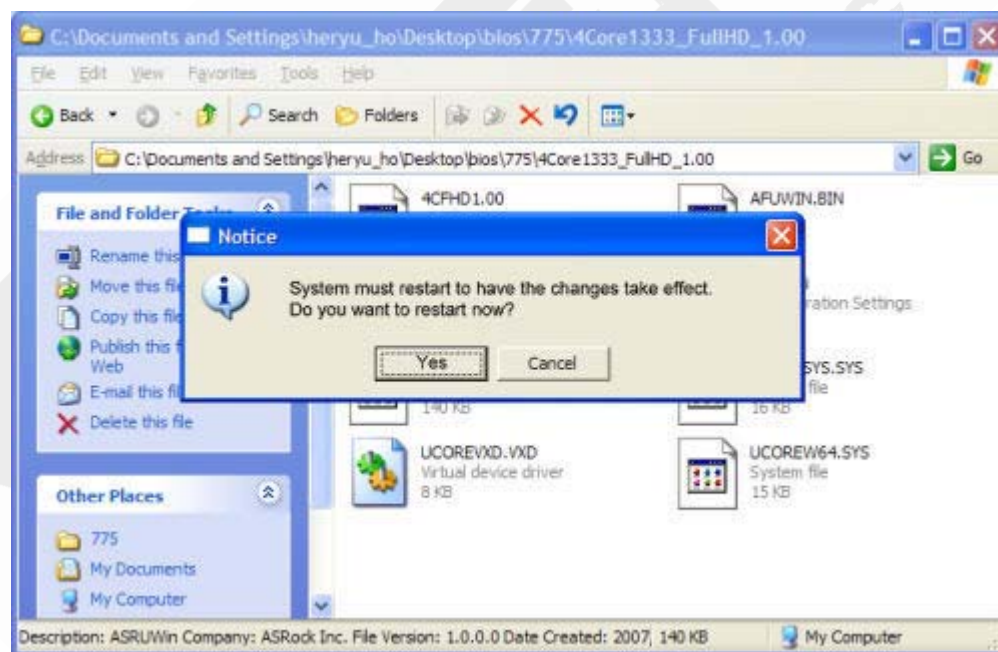 C:\Documents and Settings\heryu_ho\Desktop\bios\775\4Core1333_FullHD_1.00
File Edit View Favorites Tools Help
Back Search Folders
Address C:\Documents and Settings\heryu_ho\Desktop\bios\775\4Core1333_FullHD_1.00 Go
File and Folder
Rename this
Move this
Copy this
Publish this
Web
E-mail this
Delete this file
Other Places
775
My Documents
My Computer
4CFHD1.00
AFUWIN.BIN
Notice
System must restart to have the changes take effect.
Do you want to restart now?
Yes Cancel
Settings
SYS.SYS
file
140 KB
16 KB
UCOREVXD.VXD
Virtual device driver
8 KB
UCOREW64.SYS
System file
15 KB
Description: ASRUWin Company: ASRock Inc. File Version: 1.0.0.0 Date Created: 2007, 140 KB My Computer